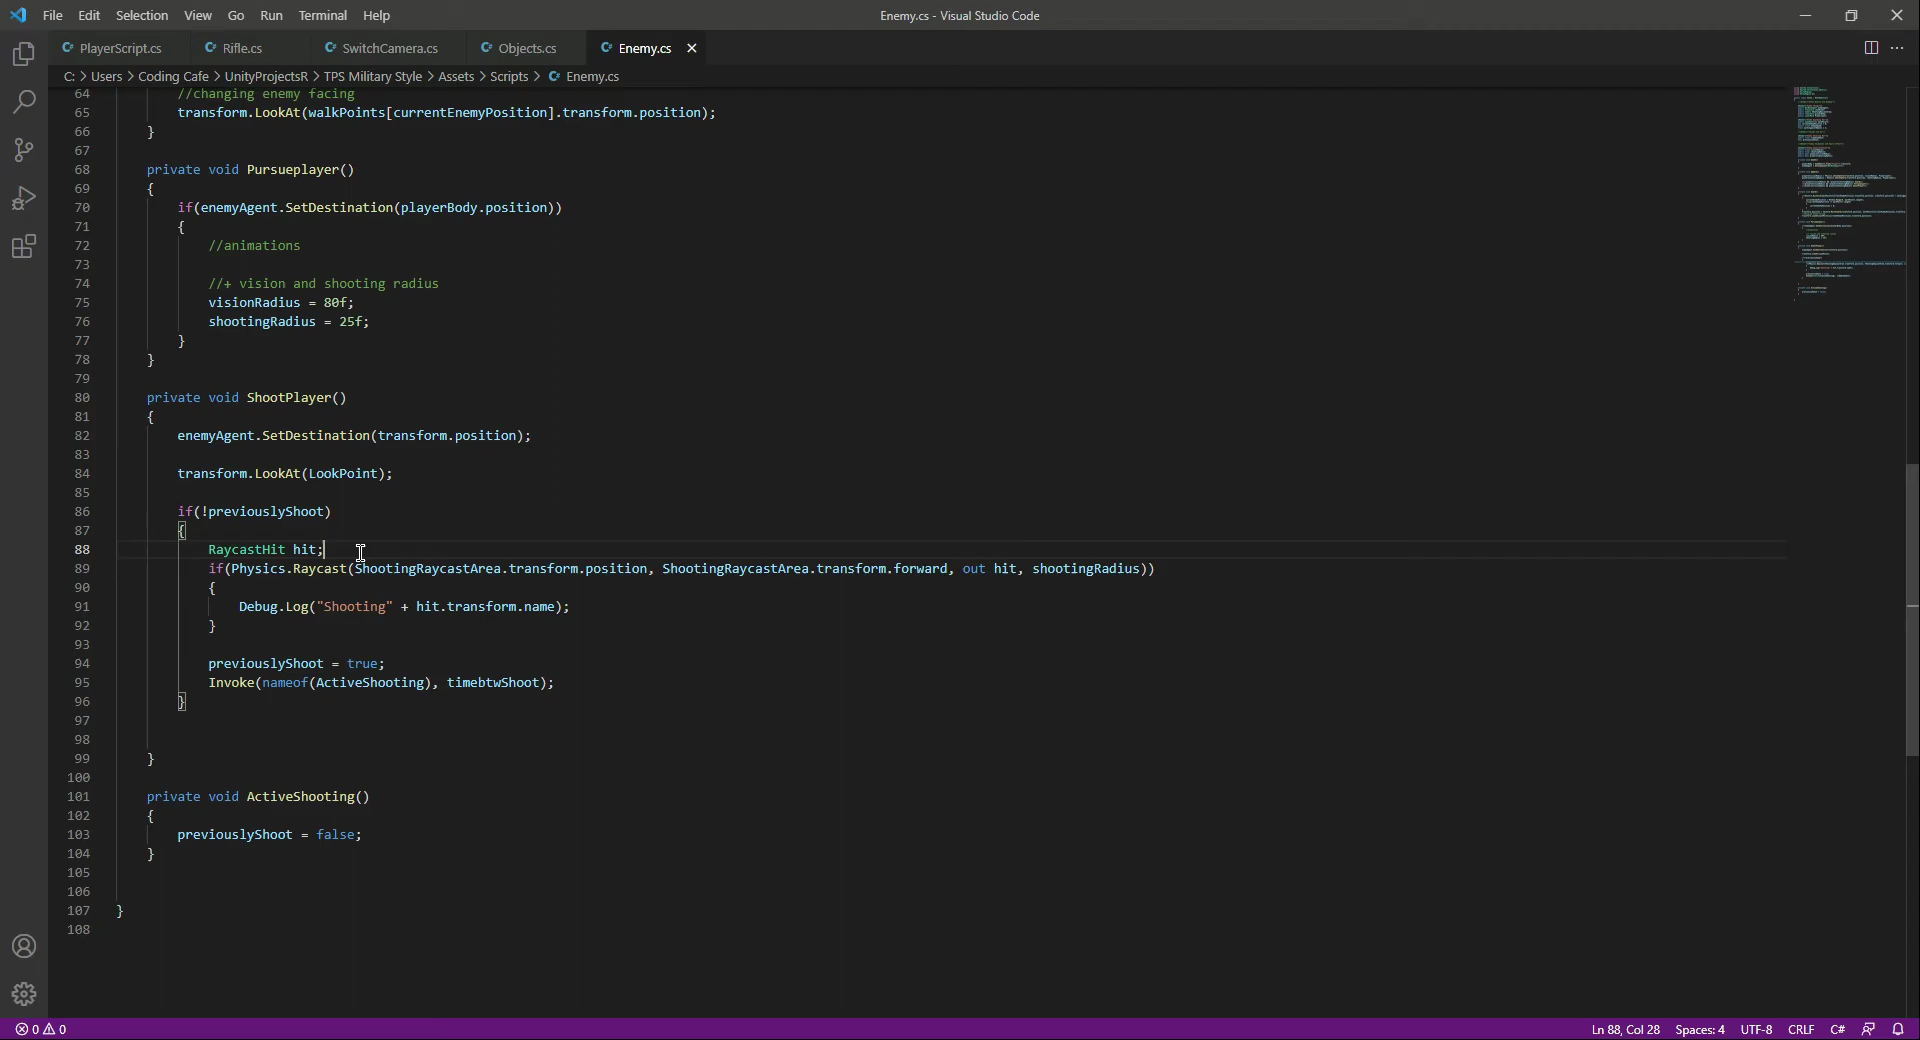 File Edit Selection View Go Run Terminal Help
Enemy.cs - Visual Studio Code
PlayerScript.cs Rifle.cs SwitchCamera.cs Objects.cs Enemy.cs
C: > Users > Coding Cafe > UnityProjectsR > TPS Military Style > Assets > Scripts > Enemy.cs
64 //changing enemy facing
65 transform.LookAt(walkPoints[currentEnemyPosition].transform.position);
66 }
67
68 private void Pursueplayer()
69 {
70 if(enemyAgent.SetDestination(playerBody.position))
71 {
72 //animations
73
74 //+ vision and shooting radius
75 visionRadius = 80f;
76 shootingRadius = 25f;
77 }
78 }
79
80 private void ShootPlayer()
81 {
82 enemyAgent.SetDestination(transform.position);
83
84 transform.LookAt(LookPoint);
85
86 if(!previouslyShoot)
87 {
88 RaycastHit hit;
89 if(Physics.Raycast(ShootingRaycastArea.transform.position, ShootingRaycastArea.transform.forward, out hit, shootingRadius))
90 {
91 Debug.Log("Shooting" + hit.transform.name);
92 }
93
94 previouslyShoot = true;
95 Invoke(nameof(ActiveShooting), timebtwShoot);
96 }
97
98
99 }
100
101 private void ActiveShooting()
102 {
103 previouslyShoot = false;
104 }
105
106
107 }
108
0 0 Ln 88, Col 28 Spaces: 4 UTF-8 CRLF C#